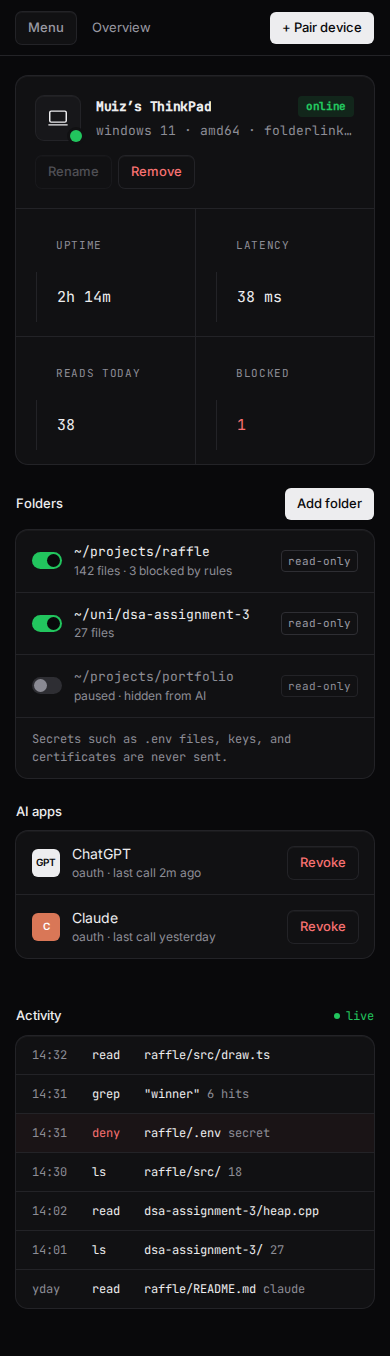 Menu Overview + Pair device
Muiz’s ThinkPad online
windows 11 · amd64 · folderlink…
Rename Remove
UPTIME LATENCY
2h 14m 38 ms
READS TODAY BLOCKED
38 1
Folders Add folder
~/projects/raffle read-only
142 files · 3 blocked by rules
~/uni/dsa-assignment-3 read-only
27 files
~/projects/portfolio read-only
paused · hidden from AI
Secrets such as .env files, keys, and
certificates are never sent.
AI apps
GPT ChatGPT Revoke
oauth · last call 2m ago
C Claude Revoke
oauth · last call yesterday
Activity live
14:32 read raffle/src/draw.ts
14:31 grep "winner" 6 hits
14:31 deny raffle/.env secret
14:30 ls raffle/src/ 18
14:02 read dsa-assignment-3/heap.cpp
14:01 ls dsa-assignment-3/ 27
yday read raffle/README.md claude